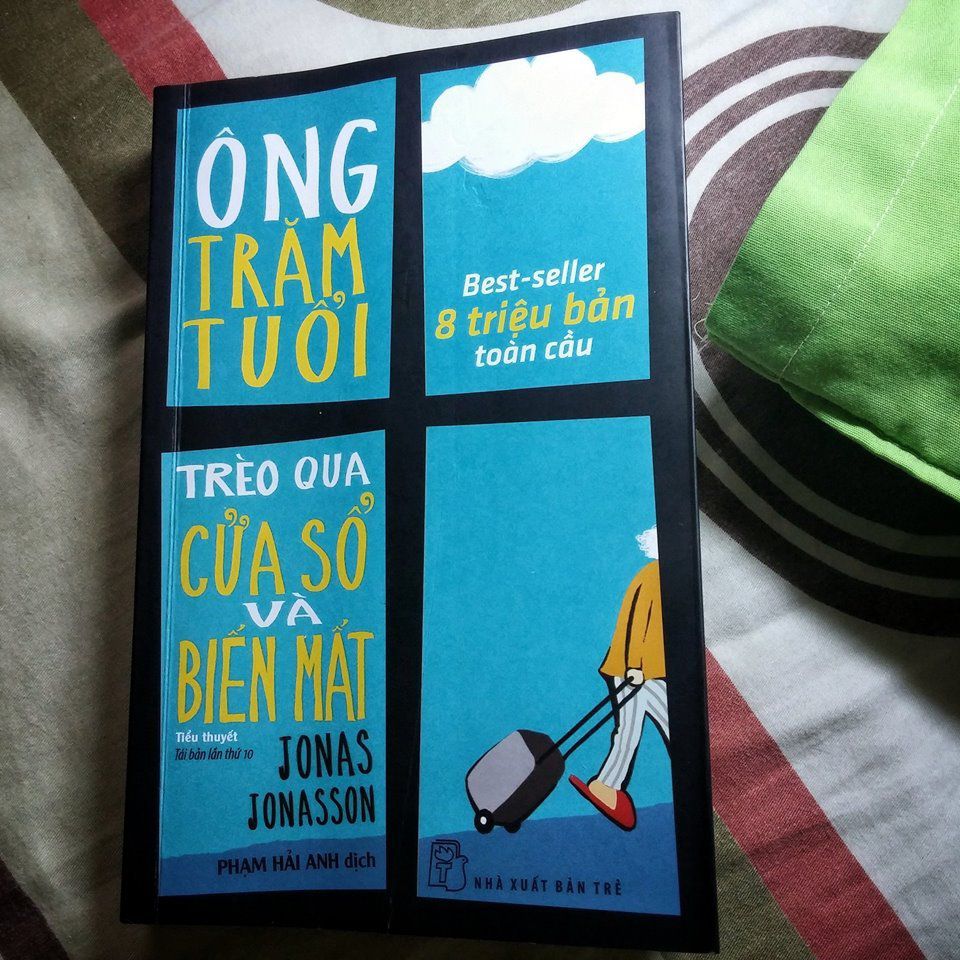 ÔNG
TRĂM
TUỔI
Best-seller
8 triệu bản
toàn cầu
TRÈO QUA
CỬA SỔ
VÀ
BIẾN MẤT
Tiểu thuyết
Tái bản lần thứ 10
JONAS
JONASSON
PHẠM HẢI ANH dịch
NHÀ XUẤT BẢN TRẺ